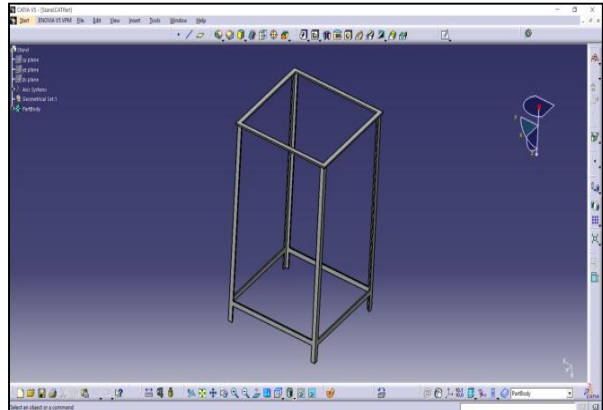 CATIA V5 - [Stand.CATPart]
Start ENOVIA V5 VPM File Edit View Insert Tools Window Help
Stand
xy plane
yz plane
zx plane
Axis Systems
Geometrical Set.1
PartBody
PartBody
CATIA
Select an object or a command